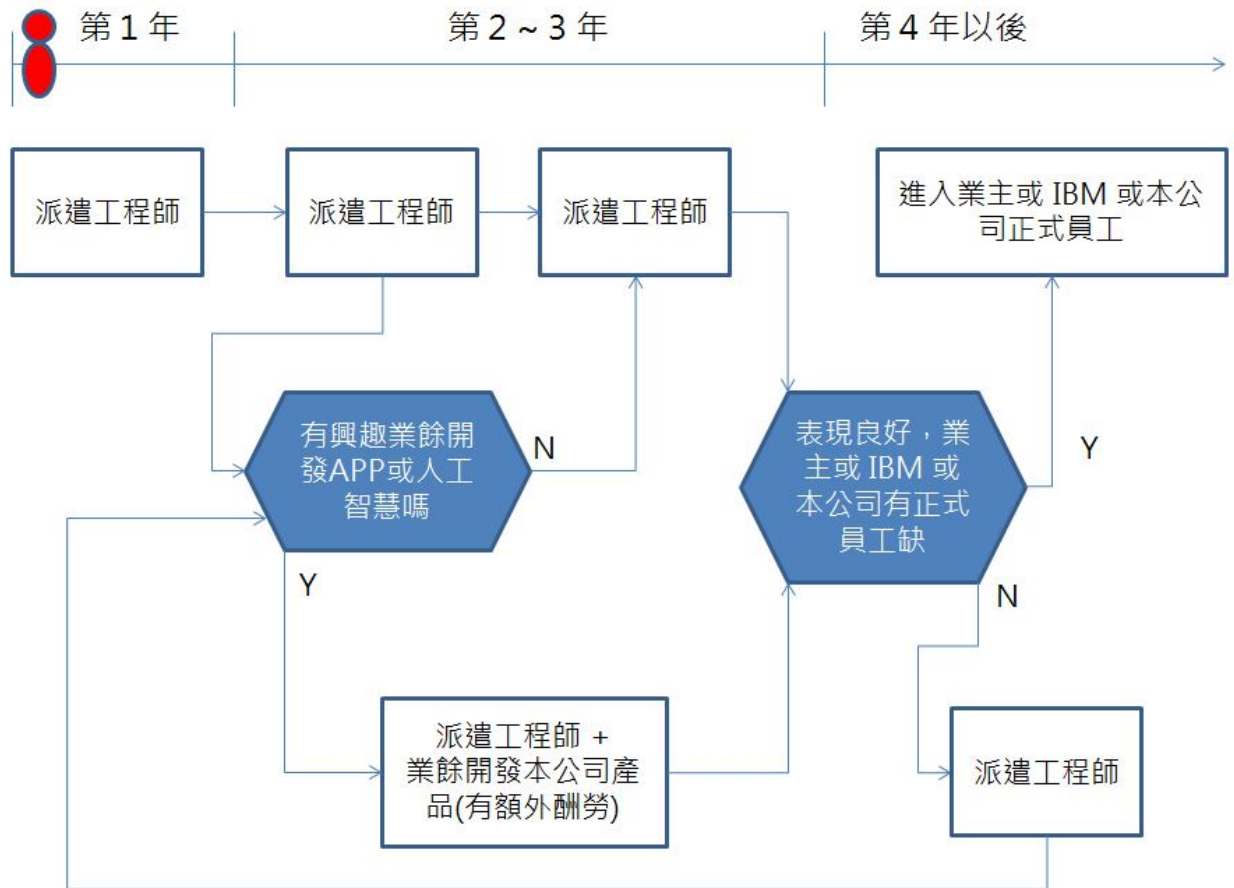 第 1 年
第 2 ~ 3 年
第 4 年以後
派遣工程師
派遣工程師
派遣工程師
進入業主或 IBM 或本公
司正式員工
有興趣業餘開
發APP或人工
智慧嗎
N
Y
表現良好，業
主或 IBM 或
本公司有正式
員工缺
Y
N
派遣工程師 +
業餘開發本公司產
品(有額外酬勞)
派遣工程師